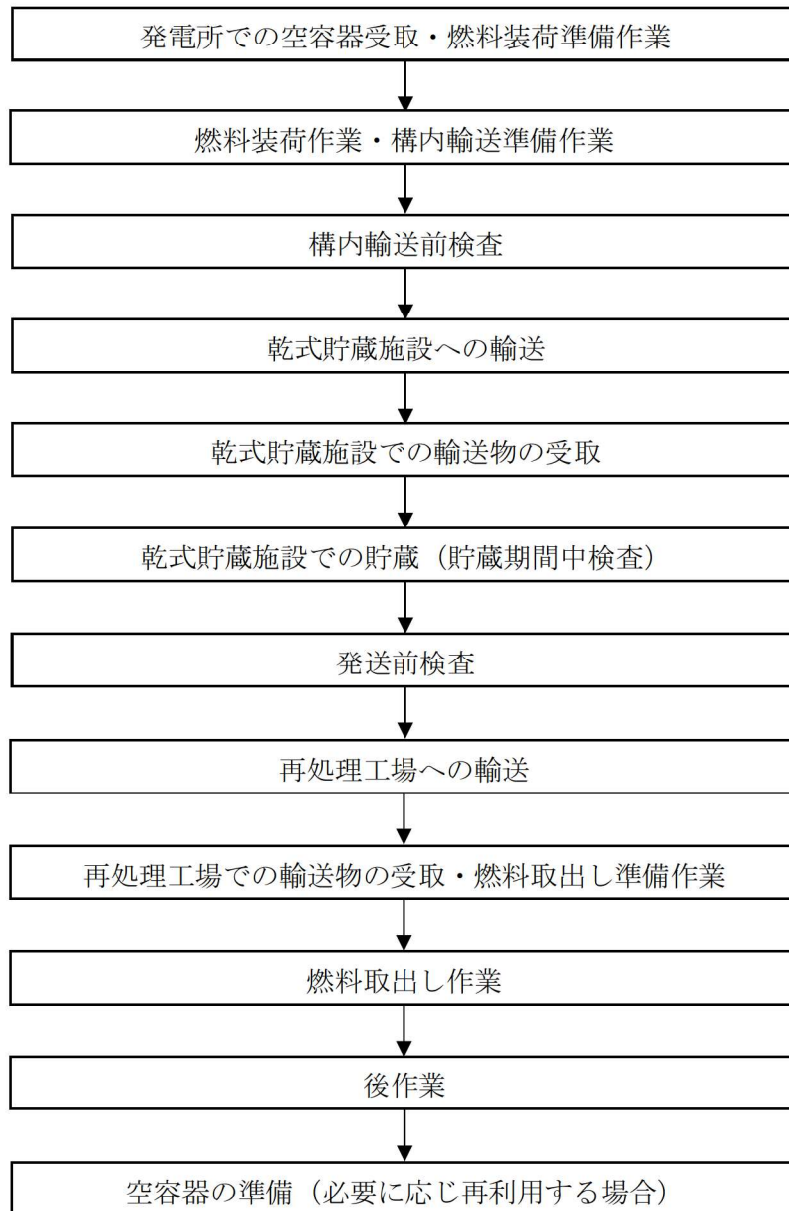 発電所での空容器受取・燃料装荷準備作業
燃料装荷作業・構内輸送準備作業
構内輸送前検査
乾式貯蔵施設への輸送
乾式貯蔵施設での輸送物の受取
乾式貯蔵施設での貯蔵（貯蔵期間中検査）
発送前検査
再処理工場への輸送
再処理工場での輸送物の受取・燃料取出し準備作業
燃料取出し作業
後作業
空容器の準備（必要に応じ再利用する場合）